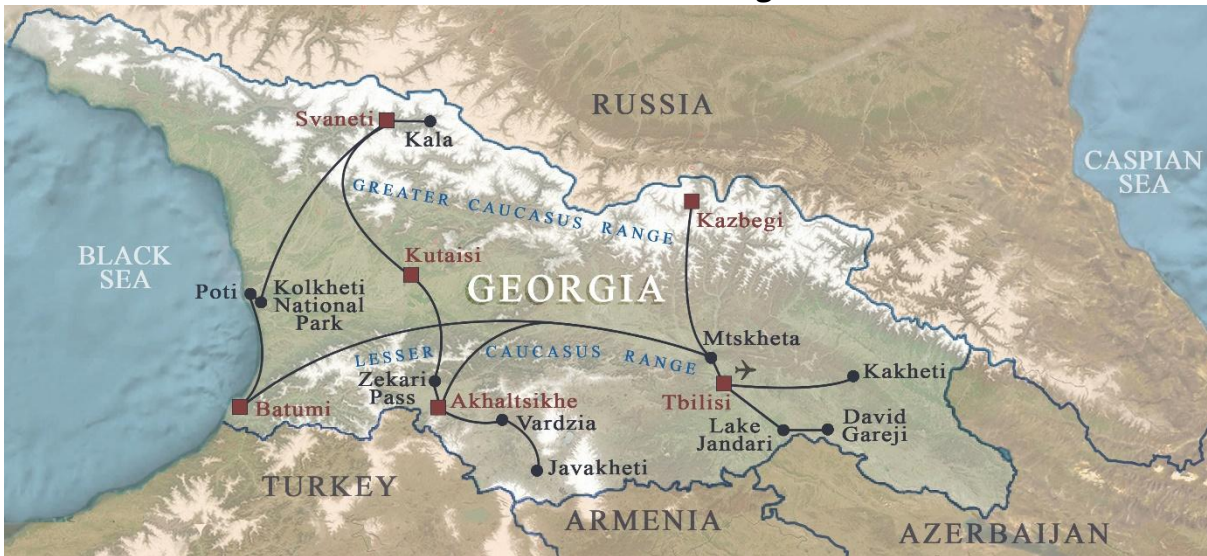 RUSSIA
Svaneti
Kala
CASPIAN
SEA
GREATER CAUCASUS RANGE
Kazbegi
BLACK
SEA
Kutaisi
GEORGIA
Poti
Kolkheti
National
Park
Mtskheta
LESSER CAUCASUS RANGE
Zekari
Pass
Kakheti
Tbilisi
Batumi
Akhaltsikhe
Vardzia
Lake
Jandari
David
Gareji
Javakheti
TURKEY
ARMENIA
AZERBAIJAN